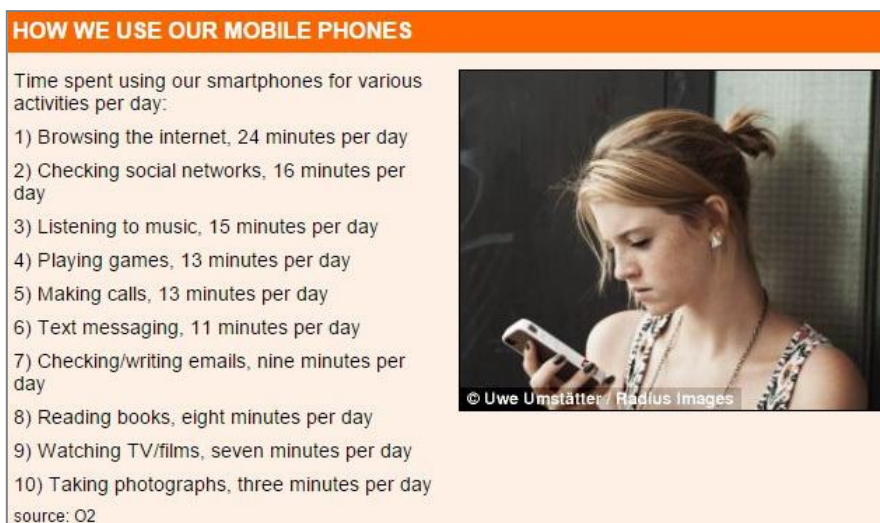 HOW WE USE OUR MOBILE PHONES
Time spent using our smartphones for various
activities per day:
1) Browsing the internet, 24 minutes per day
2) Checking social networks, 16 minutes per
day
3) Listening to music, 15 minutes per day
4) Playing games, 13 minutes per day
5) Making calls, 13 minutes per day
6) Text messaging, 11 minutes per day
7) Checking/writing emails, nine minutes per
day
8) Reading books, eight minutes per day
9) Watching TV/films, seven minutes per day
10) Taking photographs, three minutes per day
source: O2
© Uwe Umstätter / Radius Images